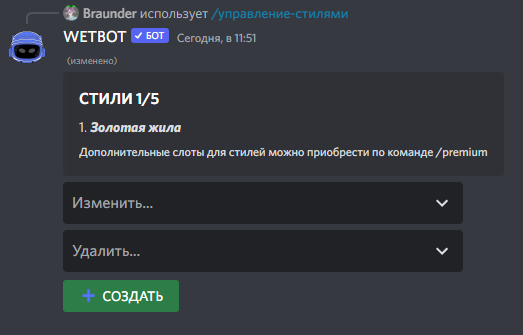 Braunder использует /управление-стилями
WETBOT БОТ Сегодня, в 11:51
(изменено)
СТИЛИ 1/5
1. Золотая жила
Дополнительные слоты для стилей можно приобрести по команде /premium
Изменить...
Удалить...
+ СОЗДАТЬ